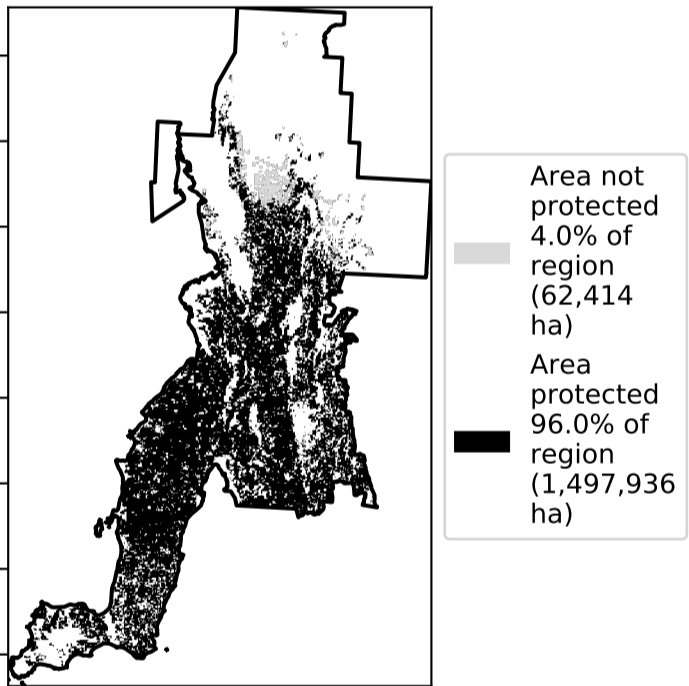 Area not
protected
4.0% of
region
(62,414
ha)
Area
protected
96.0% of
region
(1,497,936
ha)